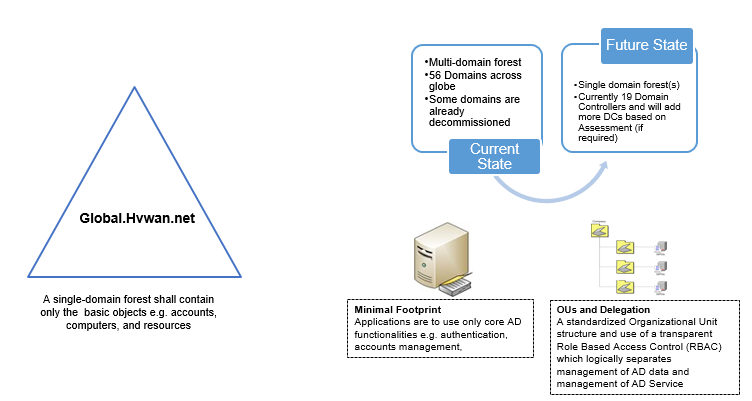 Future State
•Multi-domain forest
•56 Domains across
globe
•Some domains are
already
decommissioned
Current
State
•Single domain forest(s)
•Currently 19 Domain
Controllers and will add
more DCs based on
Assessment (if
required)
Global.Hvwan.net
A single-domain forest shall contain
only the basic objects e.g. accounts,
computers, and resources
Minimal Footprint
Applications are to use only core AD
functionalities e.g. authentication,
accounts management,
OUs and Delegation
A standardized Organizational Unit
structure and use of a transparent
Role Based Access Control (RBAC)
which logically separates
management of AD data and
management of AD Service